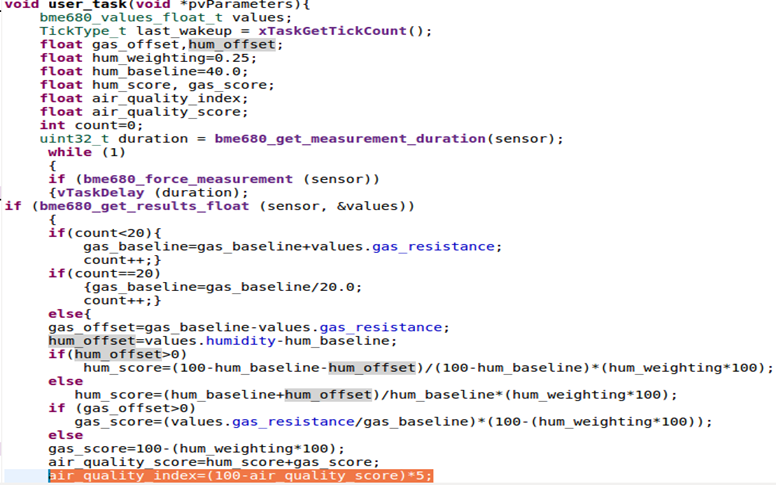 void user_task(void *pvParameters){
bme680_values_float_t values;
TickType_t last_wakeup = xTaskGetTickCount();
float gas_offset,hum_offset;
float hum_weighting=0.25;
float hum_baseline=40.0;
float hum_score, gas_score;
float air_quality_index;
float air_quality_score;
int count=0;
uint32_t duration = bme680_get_measurement_duration(sensor);
while (1)
{
if (bme680_force_measurement (sensor))
{vTaskDelay (duration);
if (bme680_get_results_float (sensor, &values))
{
if(count<20){
gas_baseline=gas_baseline+values.gas_resistance;
count++;}
if(count==20)
{gas_baseline=gas_baseline/20.0;
count++;}
else{
gas_offset=gas_baseline-values.gas_resistance;
hum_offset=values.humidity-hum_baseline;
if(hum_offset>0)
hum_score=(100-hum_baseline-hum_offset)/(100-hum_baseline)*(hum_weighting*100);
else
hum_score=(hum_baseline+hum_offset)/hum_baseline*(hum_weighting*100);
if (gas_offset>0)
gas_score=(values.gas_resistance/gas_baseline)*(100-(hum_weighting*100));
else
gas_score=100-(hum_weighting*100);
air_quality_score=hum_score+gas_score;
air_quality_index=(100-air_quality_score)*5;